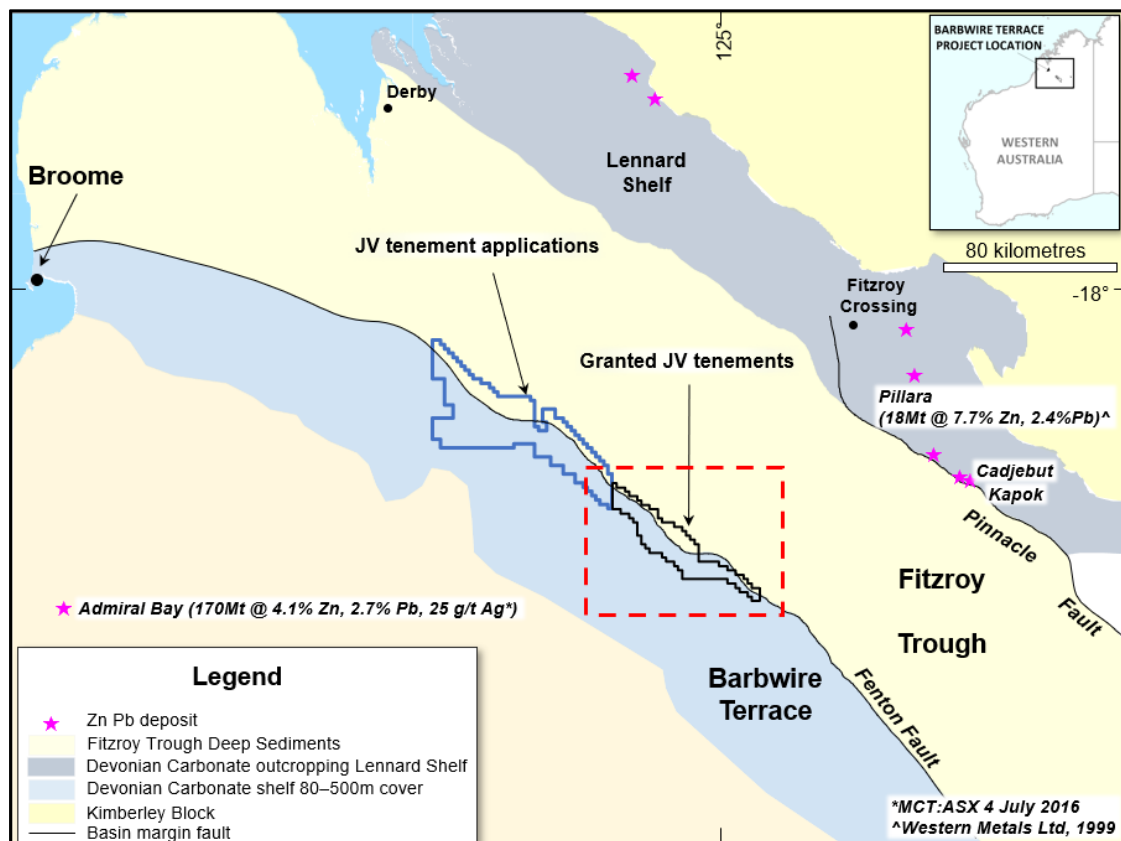 BARBWIRE TERRACE
PROJECT LOCATION
WESTERN
AUSTRALIA
125°
Derby
Lennard
Shelf
Broome
JV tenement applications
80 kilometres
-18°
Fitzroy
Crossing
Granted JV tenements
Pillara
(18Mt @ 7.7% Zn, 2.4%Pb)^
Cadjebut
Kapok
Pinnacle
Fault
Fitzroy
Trough
Admiral Bay (170Mt @ 4.1% Zn, 2.7% Pb, 25 g/t Ag*)
Barbwire
Terrace
Fenton Fault
Legend
Zn Pb deposit
Fitzroy Trough Deep Sediments
Devonian Carbonate outcropping Lennard Shelf
Devonian Carbonate shelf 80–500m cover
Kimberley Block
Basin margin fault
*MCT:ASX 4 July 2016
^Western Metals Ltd, 1999